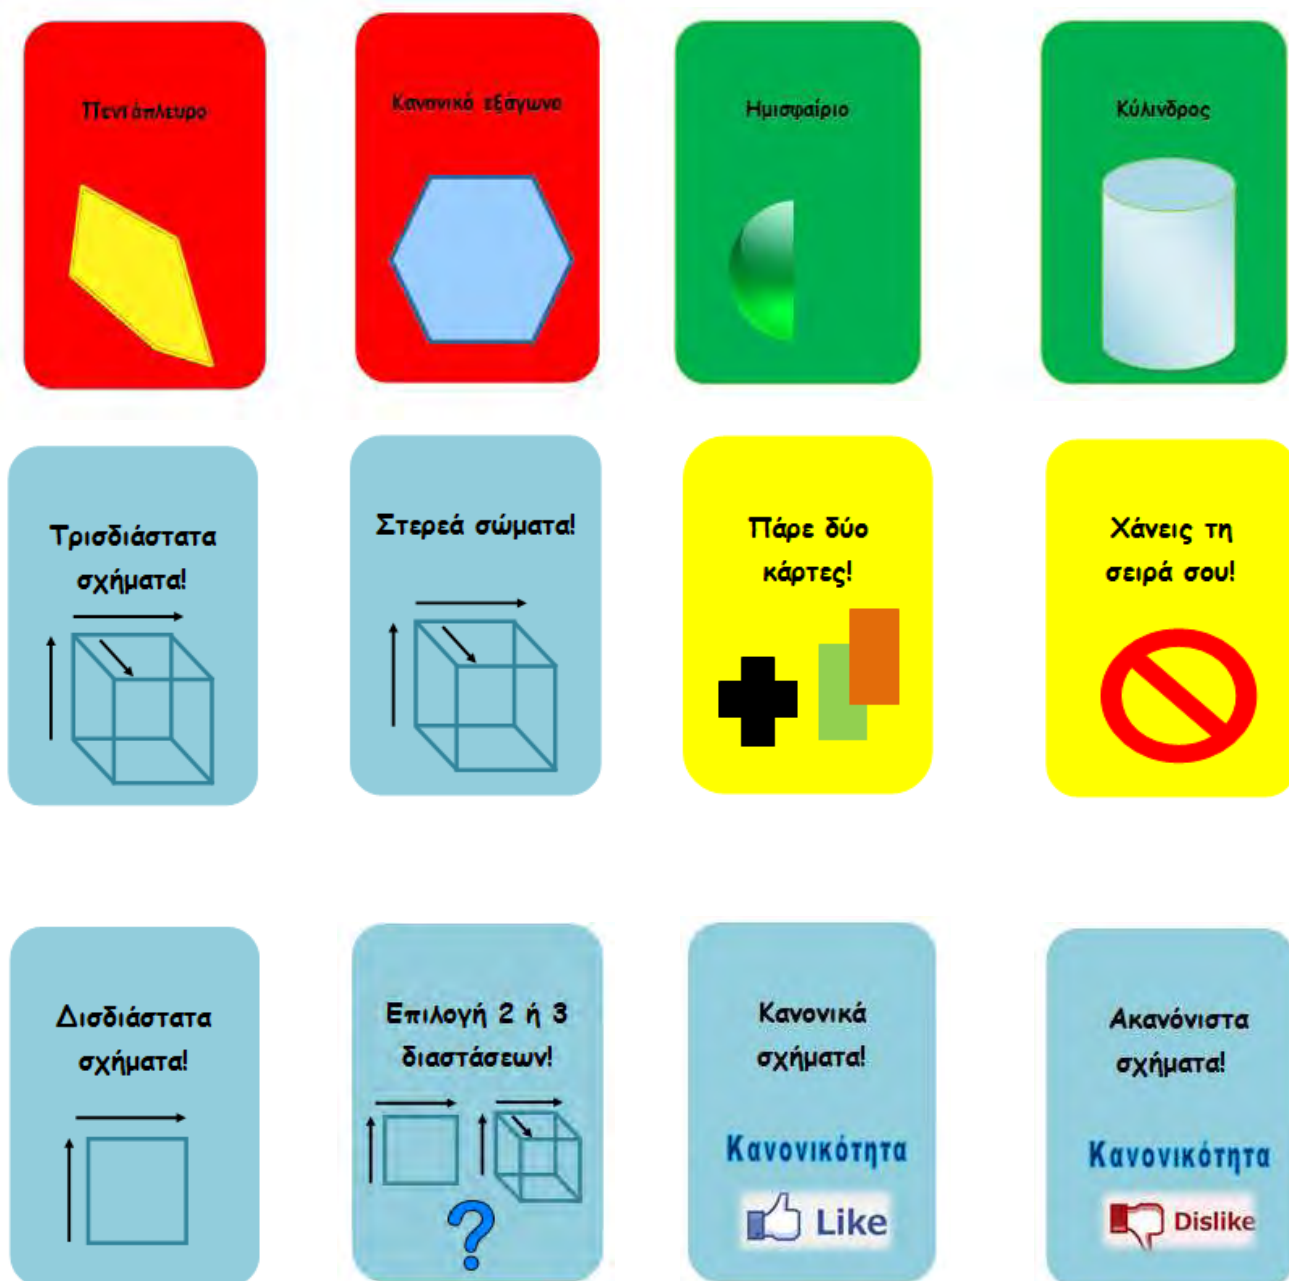 Πεντάπλευρο
Κανονικό εξάγωνο
Ημισφαίριο
Κύλινδρος
Τρισδιάστατα
σχήματα!
Στερεά σώματα!
Πάρε δύο
κάρτες!
Χάνεις τη
σειρά σου!
Δισδιάστατα
σχήματα!
Επιλογή 2 ή 3
διαστάσεων!
?
Κανονικά
σχήματα!
Κανονικότητα
Like
Ακανόνιστα
σχήματα!
Κανονικότητα
Dislike